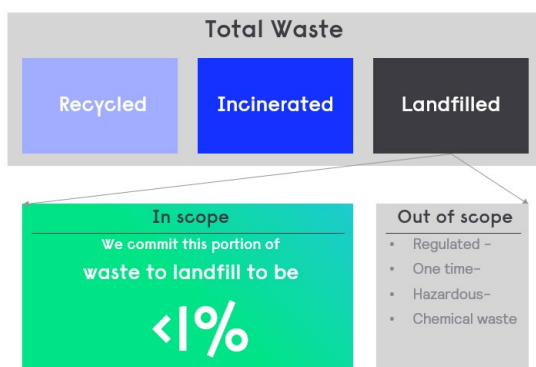 Total Waste
Recycled
Incinerated
Landfilled
In scope
We commit this portion of
waste to landfill to be
<1%
Out of scope
• Regulated -
• One time-
• Hazardous-
• Chemical waste